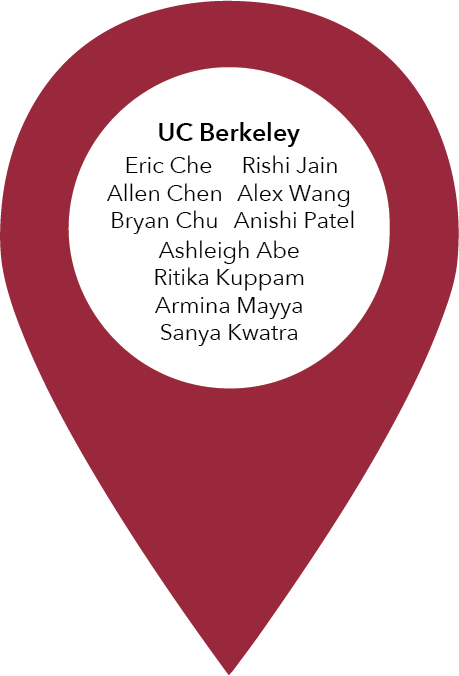 UC Berkeley
Eric Che Rishi Jain
Allen Chen Alex Wang
Bryan Chu Anishi Patel
Ashleigh Abe
Ritika Kuppam
Armina Mayya
Sanya Kwatra